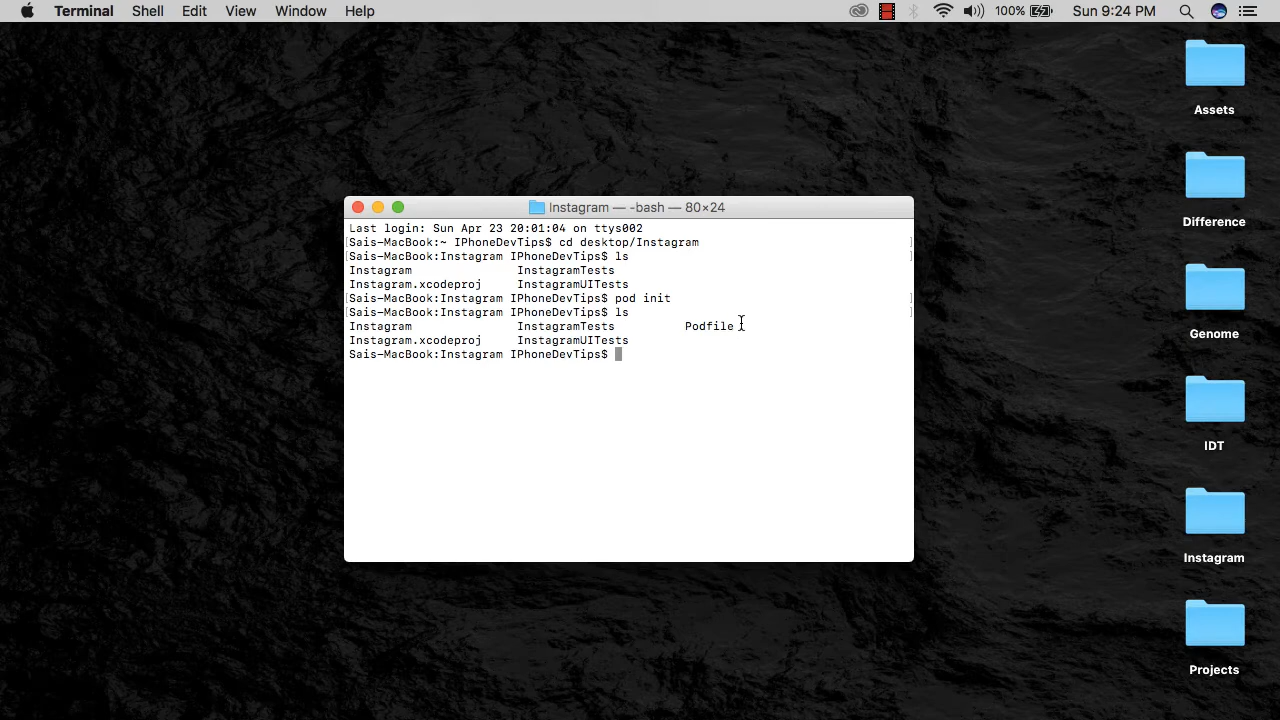 Terminal Shell Edit View Window Help 100% Sun 9:24 PM
Assets
Difference
Genome
IDT
Instagram
Projects
Instagram — -bash — 80×24
Last login: Sun Apr 23 20:01:04 on ttys002
[Sais-MacBook:~ IPhoneDevTips$ cd desktop/Instagram ]
[Sais-MacBook:Instagram IPhoneDevTips$ ls ]
Instagram InstagramTests
Instagram.xcodeproj InstagramUITests
[Sais-MacBook:Instagram IPhoneDevTips$ pod init ]
[Sais-MacBook:Instagram IPhoneDevTips$ ls ]
Instagram InstagramTests Podfile
Instagram.xcodeproj InstagramUITests
Sais-MacBook:Instagram IPhoneDevTips$